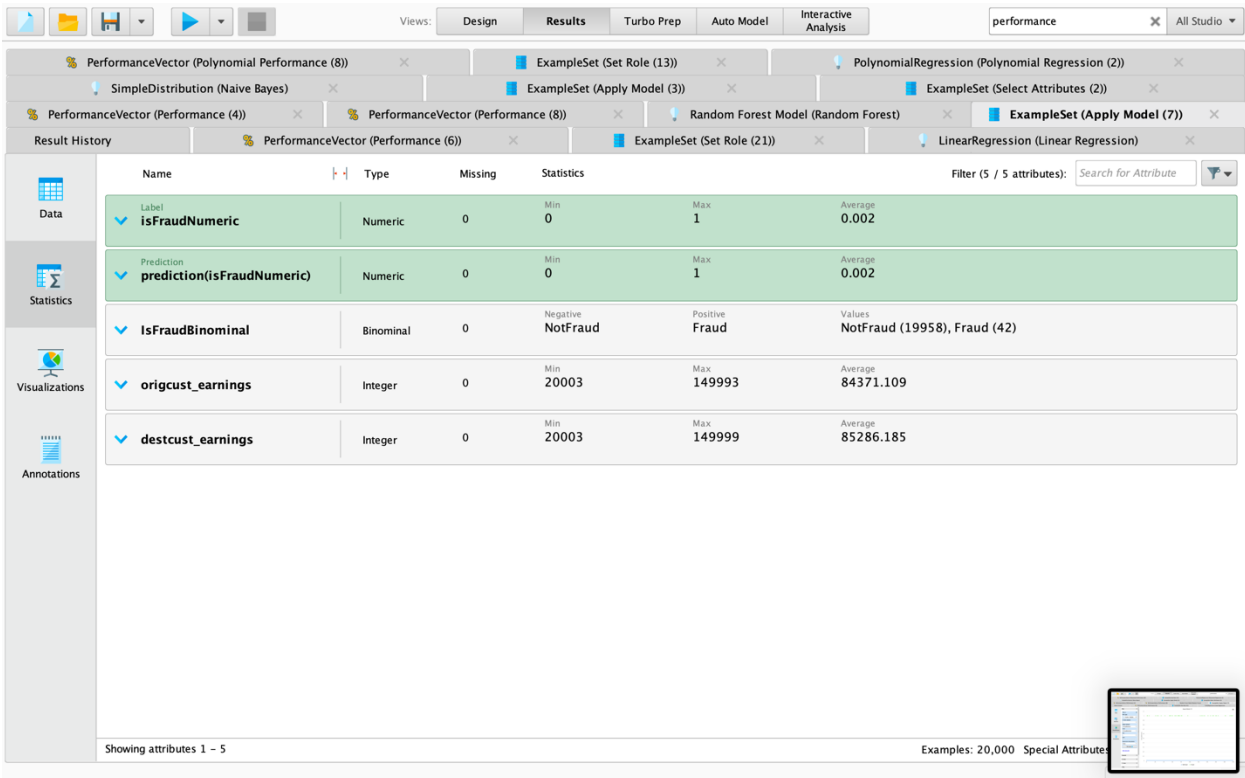 Views: Design Results Turbo Prep Auto Model Interactive Analysis performance All Studio
PerformanceVector (Polynomial Performance (8)) ExampleSet (Set Role (13)) PolynomialRegression (Polynomial Regression (2))
SimpleDistribution (Naive Bayes) ExampleSet (Apply Model (3)) ExampleSet (Select Attributes (2))
PerformanceVector (Performance (4)) PerformanceVector (Performance (8)) Random Forest Model (Random Forest) ExampleSet (Apply Model (7))
Result History PerformanceVector (Performance (6)) ExampleSet (Set Role (21)) LinearRegression (Linear Regression)
Name Type Missing Statistics Filter (5 / 5 attributes): Search for Attribute
Data
Statistics
Visualizations
Annotations
Label Min Max Average
isFraudNumeric Numeric 0 0 1 0.002
Prediction Min Max Average
prediction(isFraudNumeric) Numeric 0 0 1 0.002
Negative Positive Values
IsFraudBinominal Binominal 0 NotFraud Fraud NotFraud (19958), Fraud (42)
Min Max Average
origcust_earnings Integer 0 20003 149993 84371.109
Min Max Average
destcust_earnings Integer 0 20003 149999 85286.185
Showing attributes 1 - 5 Examples: 20,000 Special Attributes